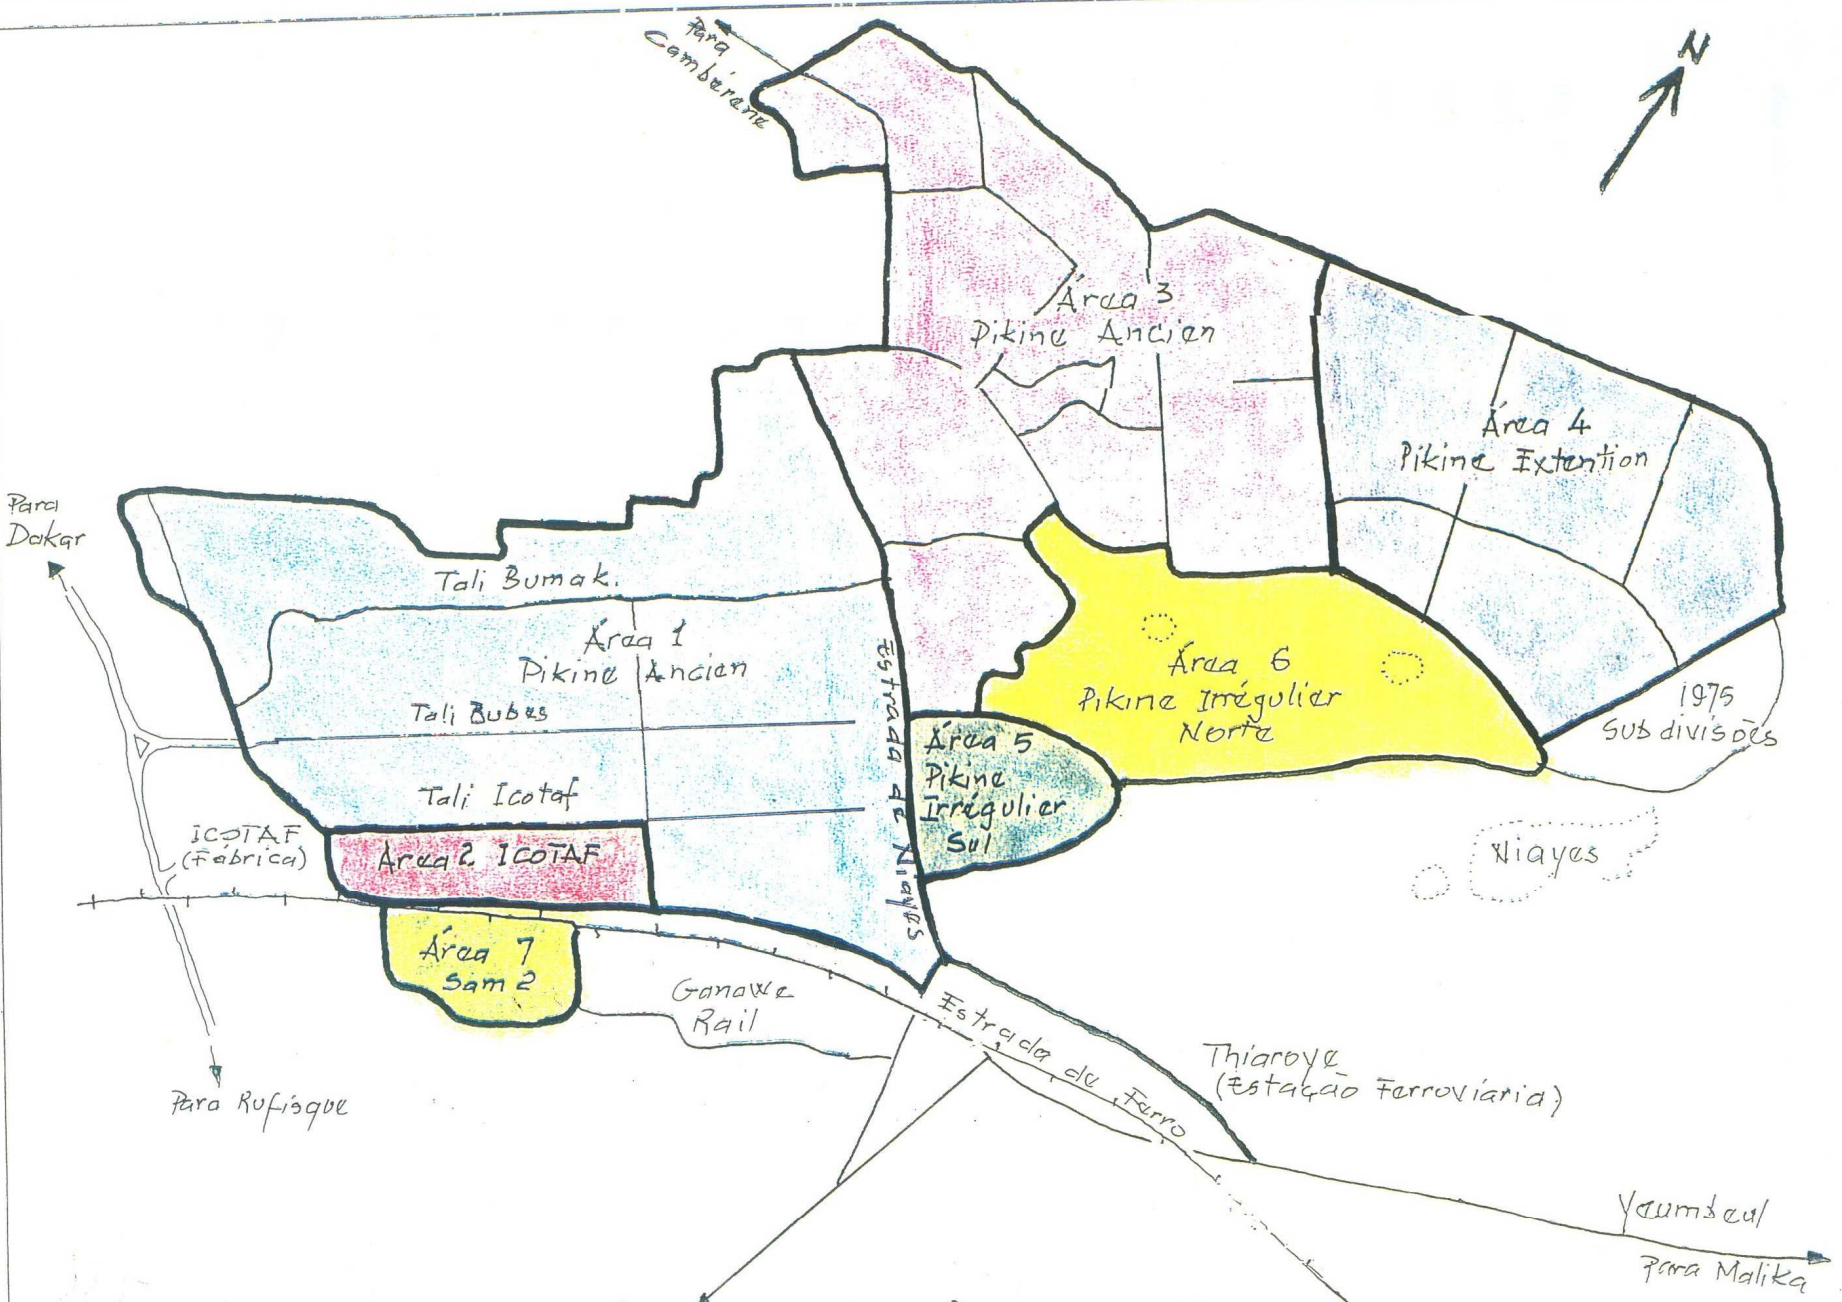 Para
Cambérène
N
Área 3
Pikine Ancien
Área 4
Pikine Extention
Para
Dakar
Tali Bumak.
Área 1
Pikine Ancien
Tali Bubes
Tali Icotaf
Estrada de Niayes
Área 6
Pikine Irrégulier
Norte
1975
Sub divisões
Área 5
Pikine
Irrégulier
Sul
ICOTAF
(Fábrica)
Área 2 ICOTAF
Niayes
Área 7
Sam 2
Ganawe
Rail
Estrada de Ferro
Thiaroye
(Estação Ferroviária)
Para Rufisque
Yeumbeul
Para Malika